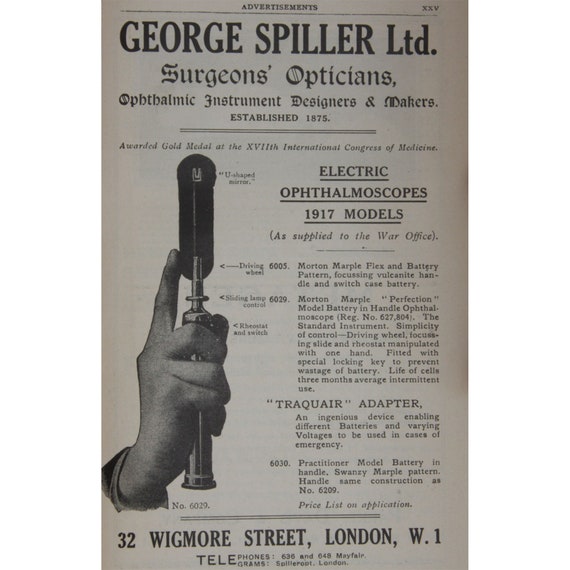 ADVERTISEMENTS XXV
GEORGE SPILLER Ltd.
Surgeons' Opticians,
Ophthalmic Instrument Designers & Makers.
ESTABLISHED 1875.
Awarded Gold Medal at the XVIIth International Congress of Medicine.
"U-shaped
mirror."
ELECTRIC
OPHTHALMOSCOPES
1917 MODELS
(As supplied to the War Office).
Driving
wheel
6005. Morton Marple Flex and Battery
Pattern, focussing vulcanite han-
dle and switch case battery.
Sliding lamp
control
Rheostat
and switch
6029. Morton Marple "Perfection"
Model Battery in Handle Ophthal-
moscope (Reg. No. 627,804). The
Standard Instrument. Simplicity
of control—Driving wheel, focuss-
ing slide and rheostat manipulated
with one hand. Fitted with
special locking key to prevent
wastage of battery. Life of cells
three months average intermittent
use.
"TRAQUAIR" ADAPTER,
An ingenious device enabling
different Batteries and varying
Voltages to be used in cases of
emergency.
6030. Practitioner Model Battery in
handle, Swanzy Marple pattern.
Handle same construction as
No. 6209.
No. 6029.
Price List on application.
32 WIGMORE STREET, LONDON, W.1
TELEPHONES: 636 and 648 Mayfair.
GRAMS: Spilleropt, London.